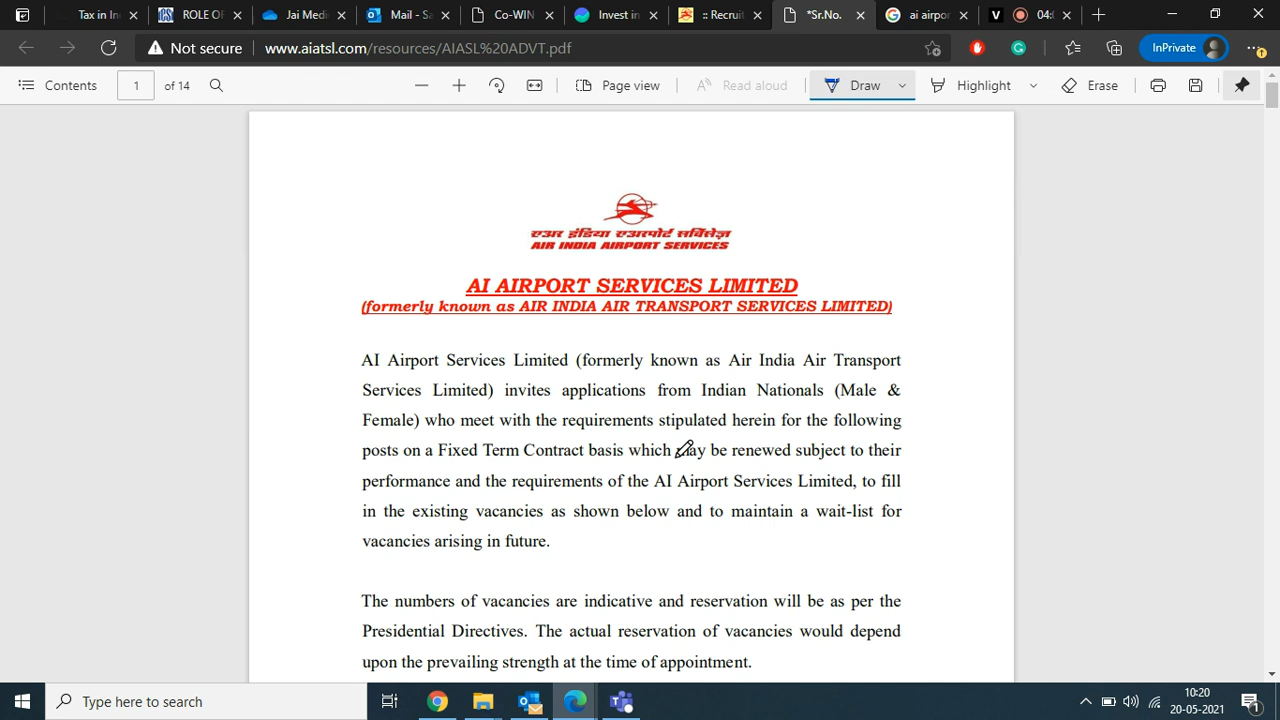 Tax in In
ROLE OF
Jai Medi
Mail - Sa
Co-WIN
Invest in
:: Recruit
*Sr.No.
ai airpor
V
04:0
Not secure
www.aiatsl.com/resources/AIASL%20ADVT.pdf
InPrivate
Contents
1
of 14
Page view
Read aloud
Draw
Highlight
Erase
एअर इंडिया एअरपोर्ट सर्विसेज़
AIR INDIA AIRPORT SERVICES
AI AIRPORT SERVICES LIMITED
(formerly known as AIR INDIA AIR TRANSPORT SERVICES LIMITED)
AI Airport Services Limited (formerly known as Air India Air Transport
Services Limited) invites applications from Indian Nationals (Male &
Female) who meet with the requirements stipulated herein for the following
posts on a Fixed Term Contract basis which may be renewed subject to their
performance and the requirements of the AI Airport Services Limited, to fill
in the existing vacancies as shown below and to maintain a wait-list for
vacancies arising in future.
The numbers of vacancies are indicative and reservation will be as per the
Presidential Directives. The actual reservation of vacancies would depend
upon the prevailing strength at the time of appointment.
Type here to search
10:20
20-05-2021
1